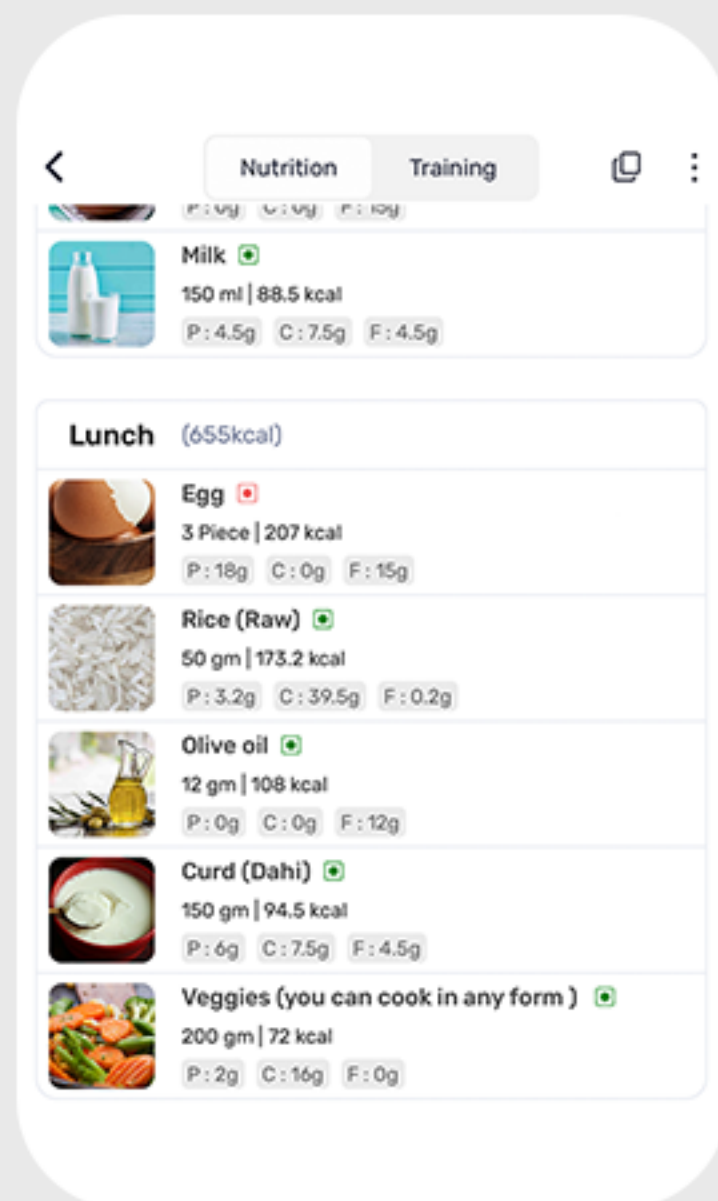 Nutrition Training
P : 0g C : 0g F : 15g
Milk
150 ml | 88.5 kcal
P : 4.5g C : 7.5g F : 4.5g
Lunch (655kcal)
Egg
3 Piece | 207 kcal
P : 18g C : 0g F : 15g
Rice (Raw)
50 gm | 173.2 kcal
P : 3.2g C : 39.5g F : 0.2g
Olive oil
12 gm | 108 kcal
P : 0g C : 0g F : 12g
Curd (Dahi)
150 gm | 94.5 kcal
P : 6g C : 7.5g F : 4.5g
Veggies (you can cook in any form )
200 gm | 72 kcal
P : 2g C : 16g F : 0g